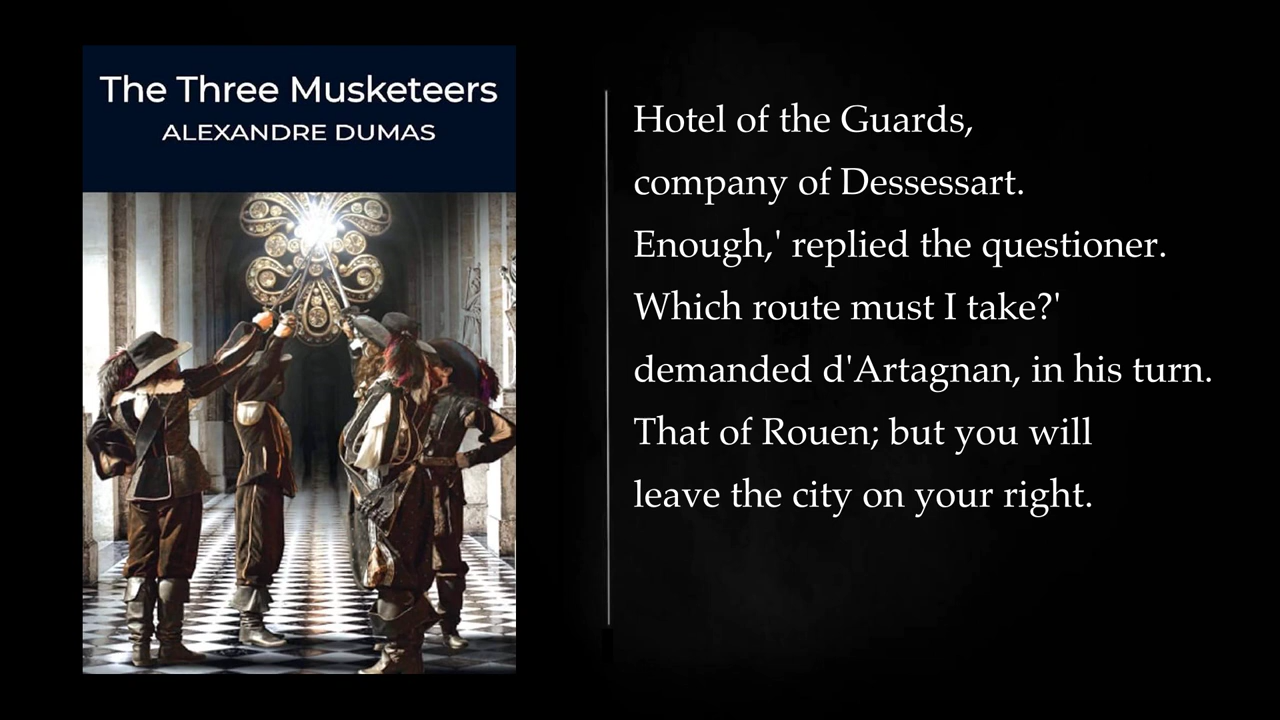 The Three Musketeers
ALEXANDRE DUMAS
Hotel of the Guards,
company of Dessessart.
Enough,' replied the questioner.
Which route must I take?'
demanded d'Artagnan, in his turn.
That of Rouen; but you will
leave the city on your right.